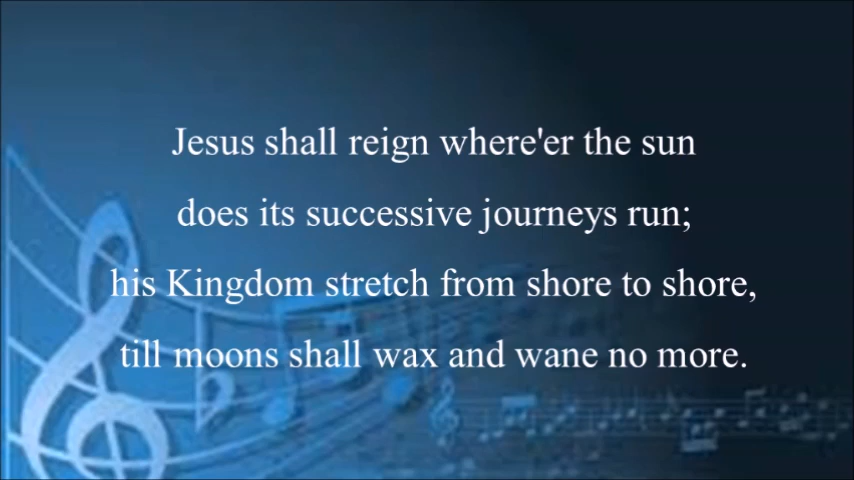 Jesus shall reign where'er the sun
does its successive journeys run;
his Kingdom stretch from shore to shore,
till moons shall wax and wane no more.